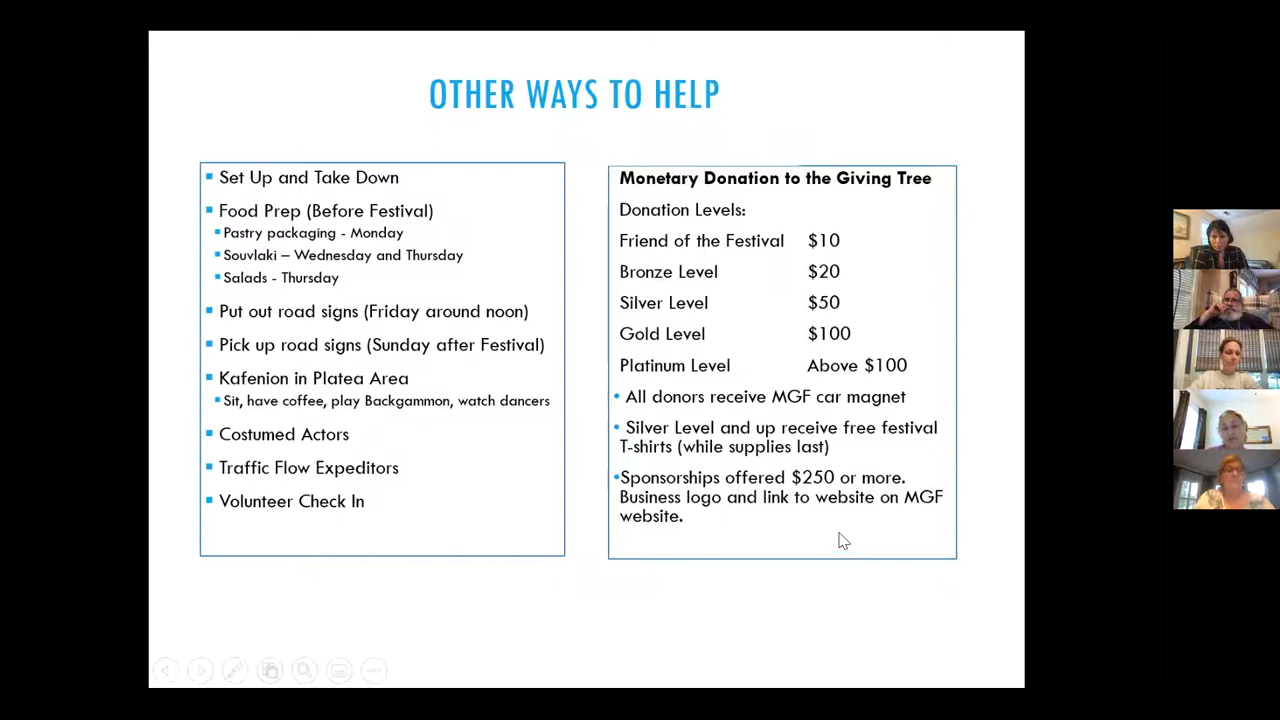 OTHER WAYS TO HELP
Set Up and Take Down
Food Prep (Before Festival)
Pastry packaging - Monday
Souvlaki – Wednesday and Thursday
Salads - Thursday
Put out road signs (Friday around noon)
Pick up road signs (Sunday after Festival)
Kafenion in Platea Area
Sit, have coffee, play Backgammon, watch dancers
Costumed Actors
Traffic Flow Expeditors
Volunteer Check In
Monetary Donation to the Giving Tree
Donation Levels:
Friend of the Festival $10
Bronze Level $20
Silver Level $50
Gold Level $100
Platinum Level Above $100
All donors receive MGF car magnet
Silver Level and up receive free festival
T-shirts (while supplies last)
Sponsorships offered $250 or more.
Business logo and link to website on MGF
website.